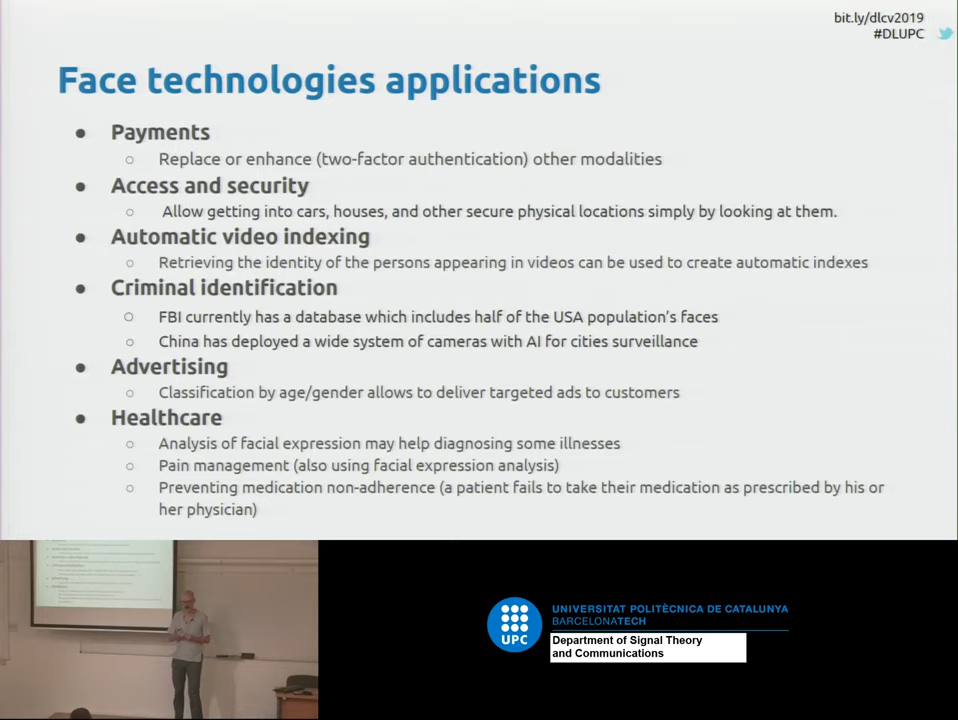 bit.ly/dlcv2019
#DLUPC
Face technologies applications
● Payments
○ Replace or enhance (two-factor authentication) other modalities
● Access and security
○ Allow getting into cars, houses, and other secure physical locations simply by looking at them.
● Automatic video indexing
○ Retrieving the identity of the persons appearing in videos can be used to create automatic indexes
● Criminal identification
○ FBI currently has a database which includes half of the USA population's faces
○ China has deployed a wide system of cameras with AI for cities surveillance
● Advertising
○ Classification by age/gender allows to deliver targeted ads to customers
● Healthcare
○ Analysis of facial expression may help diagnosing some illnesses
○ Pain management (also using facial expression analysis)
○ Preventing medication non-adherence (a patient fails to take their medication as prescribed by his or
her physician)
UPC
UNIVERSITAT POLITÈCNICA DE CATALUNYA
BARCELONATECH
Department of Signal Theory
and Communications